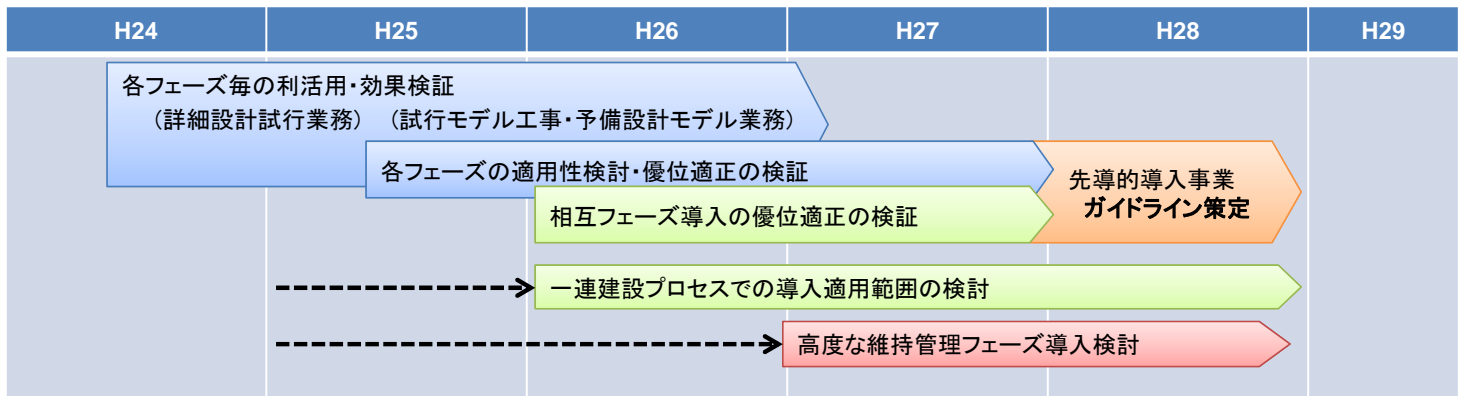 H24 H25 H26 H27 H28 H29
各フェーズ毎の利活用・効果検証
（詳細設計試行業務） （試行モデル工事・予備設計モデル業務）
各フェーズの適用性検討・優位適正の検証
相互フェーズ導入の優位適正の検証
先導的導入事業
ガイドライン策定
一連建設プロセスでの導入適用範囲の検討
高度な維持管理フェーズ導入検討